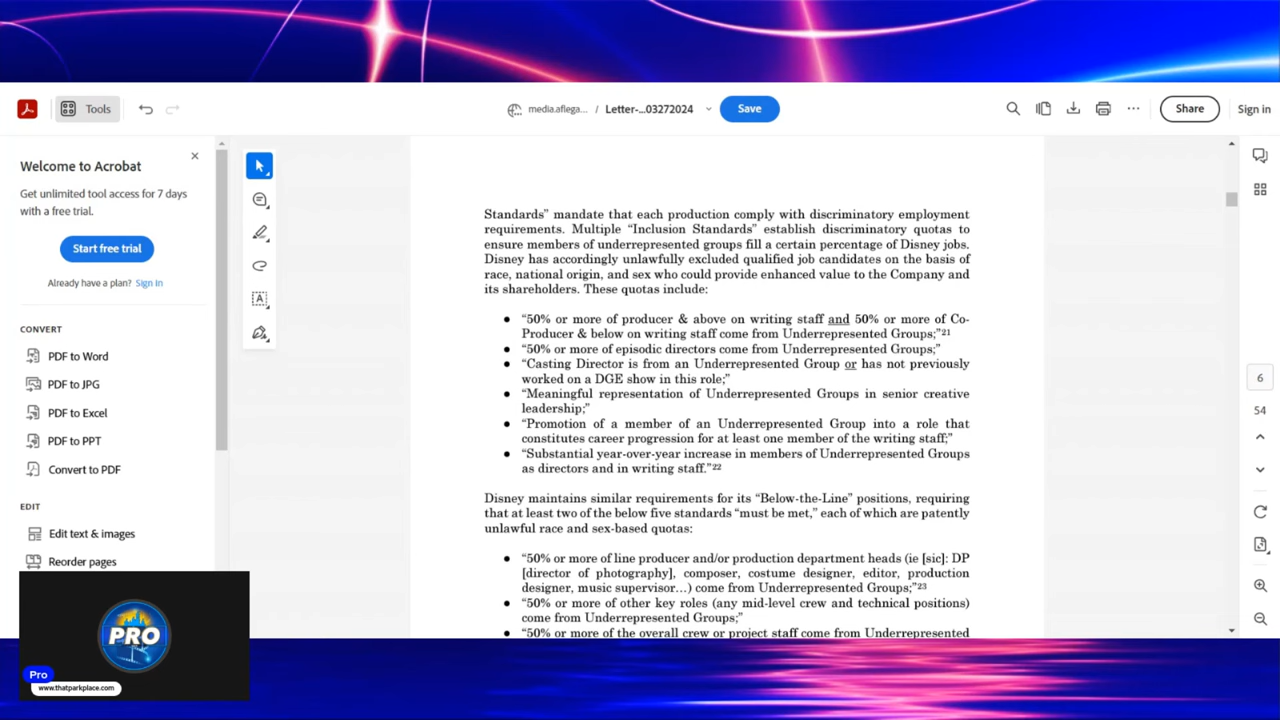 Tools
media.aflega...
/
Letter-...03272024
Save
Share
Sign in
Welcome to Acrobat
Get unlimited tool access for 7 days
with a free trial.
Start free trial
Already have a plan? Sign In
CONVERT
PDF to Word
PDF to JPG
PDF to Excel
PDF to PPT
Convert to PDF
EDIT
Edit text & images
Reorder pages
Standards” mandate that each production comply with discriminatory employment
requirements. Multiple “Inclusion Standards” establish discriminatory quotas to
ensure members of underrepresented groups fill a certain percentage of Disney jobs.
Disney has accordingly unlawfully excluded qualified job candidates on the basis of
race, national origin, and sex who could provide enhanced value to the Company and
its shareholders. These quotas include:
● “50% or more of producer & above on writing staff and 50% or more of Co-
Producer & below on writing staff come from Underrepresented Groups;”21
● “50% or more of episodic directors come from Underrepresented Groups;”
● “Casting Director is from an Underrepresented Group or has not previously
worked on a DGE show in this role;”
● “Meaningful representation of Underrepresented Groups in senior creative
leadership;”
● “Promotion of a member of an Underrepresented Group into a role that
constitutes career progression for at least one member of the writing staff;”
● “Substantial year-over-year increase in members of Underrepresented Groups
as directors and in writing staff.”22
Disney maintains similar requirements for its “Below-the-Line” positions, requiring
that at least two of the below five standards “must be met,” each of which are patently
unlawful race and sex-based quotas:
● “50% or more of line producer and/or production department heads (ie [sic]: DP
[director of photography], composer, costume designer, editor, production
designer, music supervisor…) come from Underrepresented Groups;”23
● “50% or more of other key roles (any mid-level crew and technical positions)
come from Underrepresented Groups;”
● “50% or more of the overall crew or project staff come from Underrepresented
6
54
PRO
Pro
www.thatparkplace.com